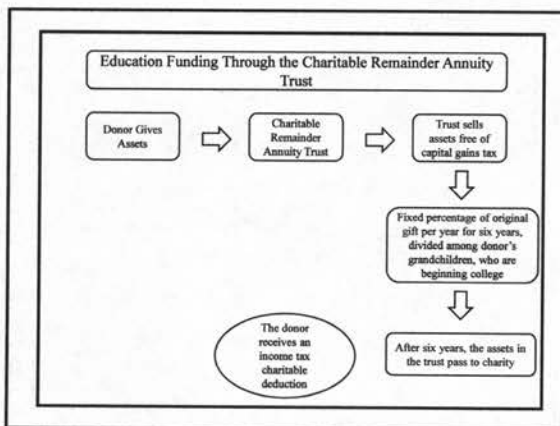 Education Funding Through the Charitable Remainder Annuity
Trust
Donor Gives
Assets
Charitable
Remainder
Annuity Trust
Trust sells
assets free of
capital gains tax
Fixed percentage of original
gift per year for six years,
divided among donor's
grandchildren, who are
beginning college
The donor
receives an
income tax
charitable
deduction
After six years, the assets in
the trust pass to charity